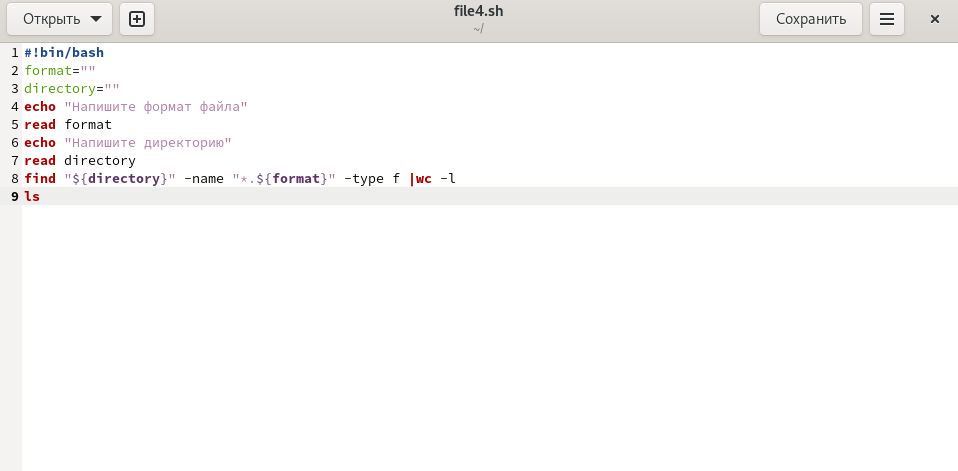 Открыть
file4.sh
~/
Сохранить
1 #!bin/bash
2 format=""
3 directory=""
4 echo "Напишите формат файла"
5 read format
6 echo "Напишите директорию"
7 read directory
8 find "${directory}" -name "*.${format}" -type f |wc -l
9 ls